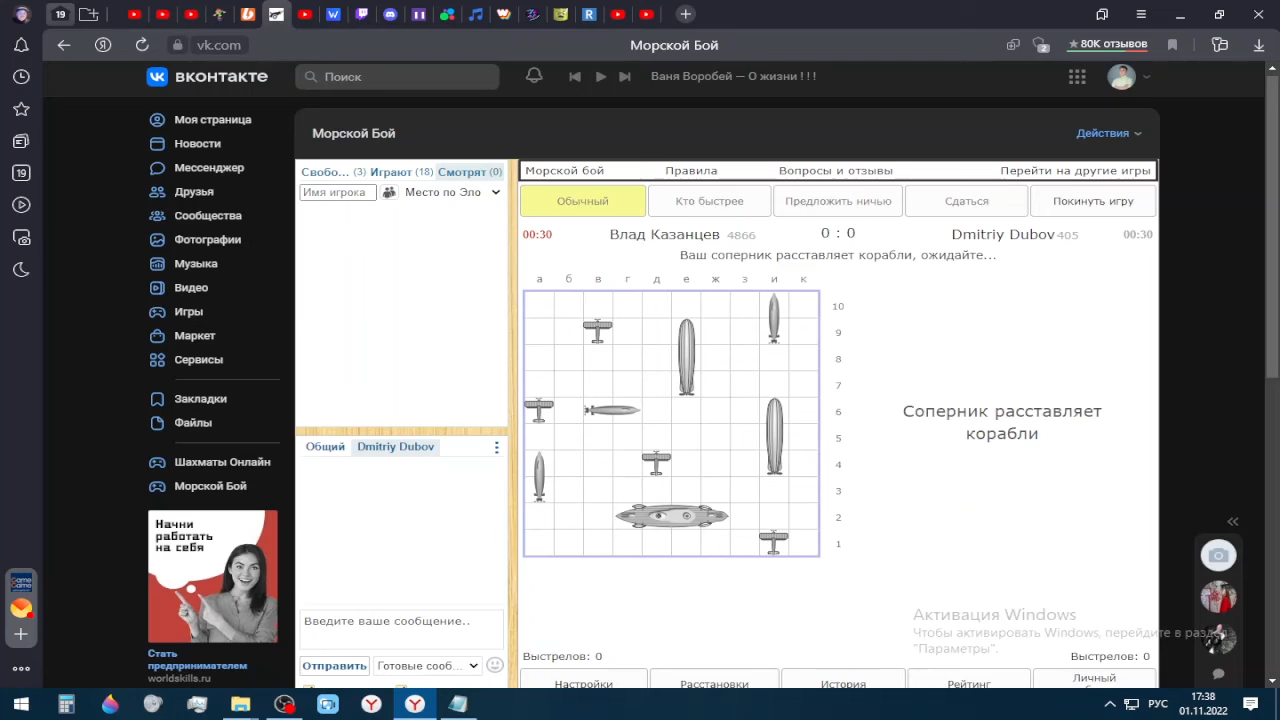 19
vk.com
Морской Бой
2
★ 80К отзывов
вконтакте
Поиск
Ваня Воробей — О жизни ! ! !
19
Моя страница
Новости
Мессенджер
Друзья
Сообщества
Фотографии
Музыка
Видео
Игры
Маркет
Сервисы
Закладки
Файлы
Шахматы Онлайн
Морской Бой
Начни
работать
на себя
Стать
предпринимателем
worldskills.ru
Морской Бой
Действия
Свобо... (3) Играют (18) Смотрят (0)
Имя игрока
Место по Эло
Общий
Dmitriy Dubov
Введите ваше сообщение..
Отправить
Готовые сооб...
Морской бой
Правила
Вопросы и отзывы
Перейти на другие игры
Обычный
Кто быстрее
Предложить ничью
Сдаться
Покинуть игру
00:30
Влад Казанцев 4866
0 : 0
Dmitriy Dubov 405
00:30
Ваш соперник расставляет корабли, ожидайте...
а б в г д е ж з и к
10
9
8
7
6
5
4
3
2
1
Соперник расставляет
корабли
Активация Windows
Чтобы активировать Windows, перейдите в раздел
"Параметры".
Выстрелов: 0
Выстрелов: 0
Настройки
Расстановки
История
Рейтинг
Личный
РУС
17:38
01.11.2022